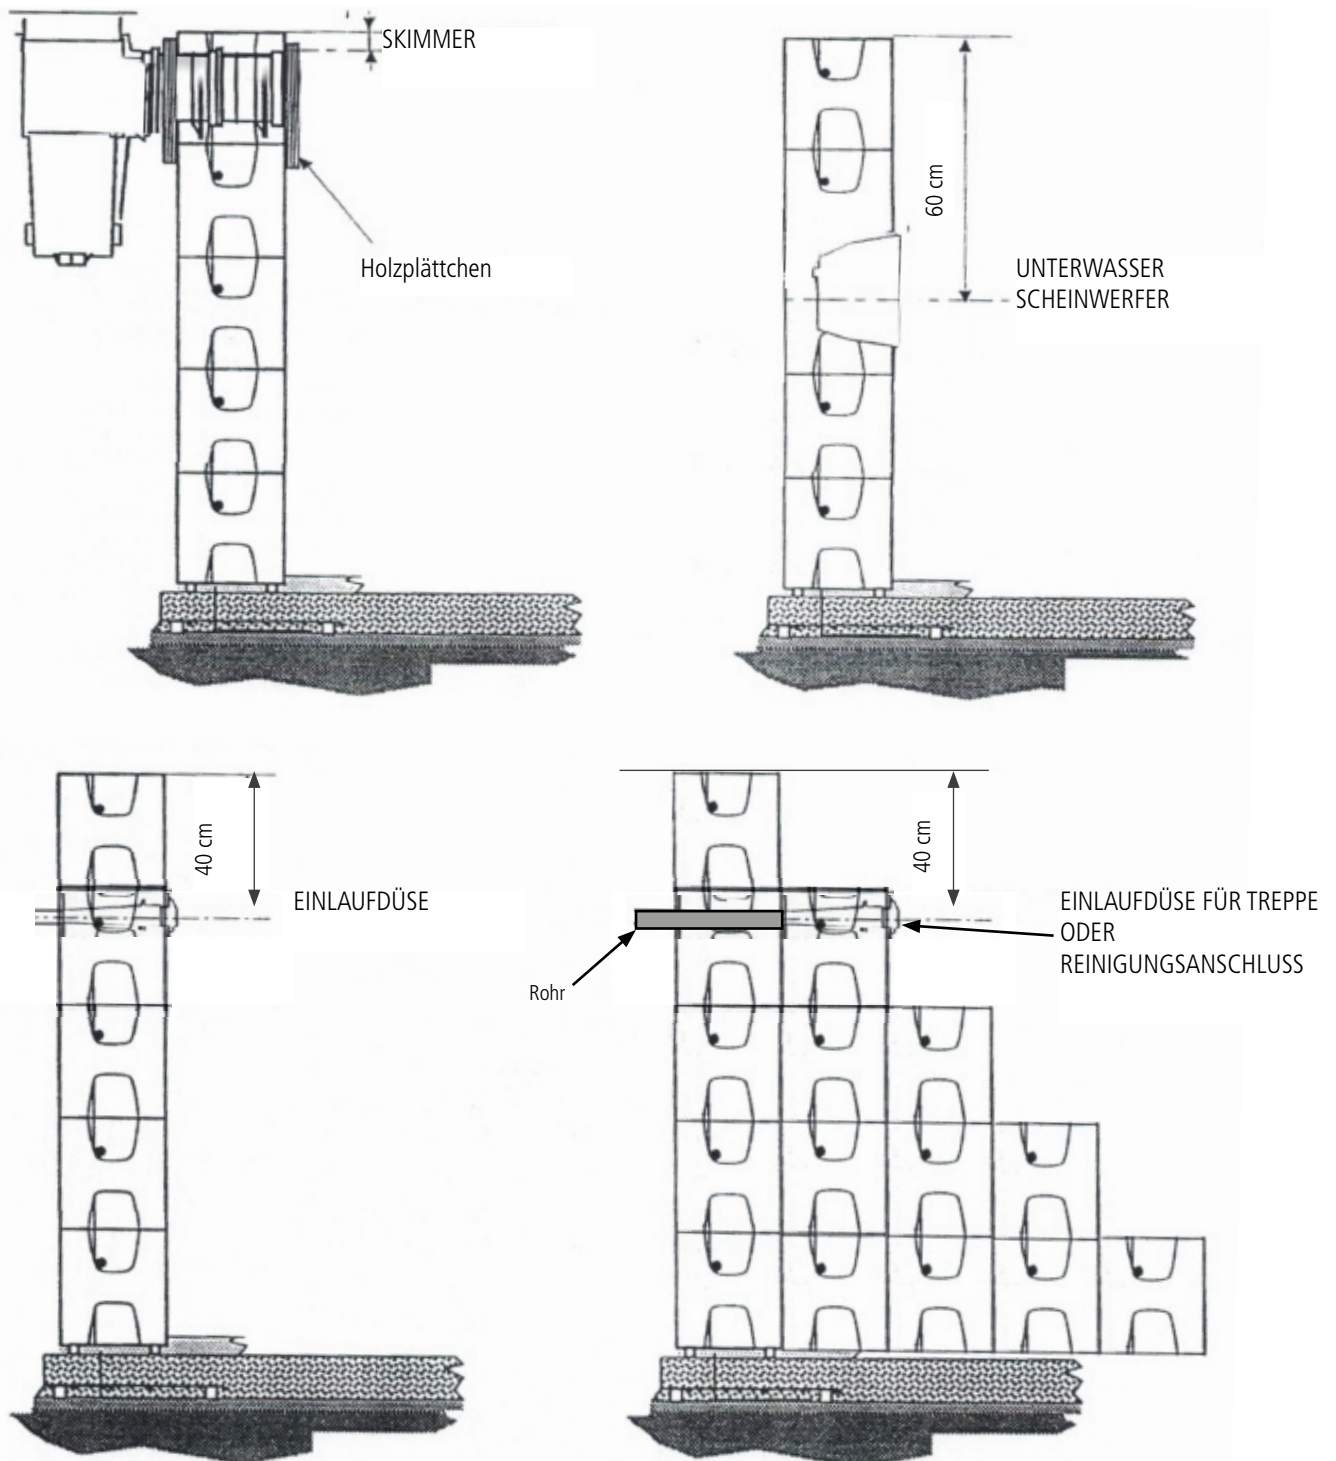 SKIMMER
Holzplättchen
60 cm
UNTERWASSER
SCHEINWERFER
40 cm
EINLAUFDÜSE
40 cm
EINLAUFDÜSE FÜR TREPPE
ODER
REINIGUNGSANSCHLUSS
Rohr